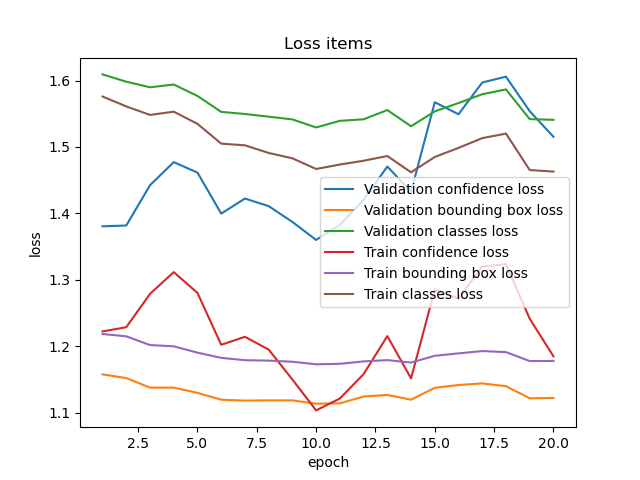 Loss items
1.6
1.5
1.4
1.3
1.2
1.1
loss
Validation confidence loss
Validation bounding box loss
Validation classes loss
Train confidence loss
Train bounding box loss
Train classes loss
2.5 5.0 7.5 10.0 12.5 15.0 17.5 20.0
epoch